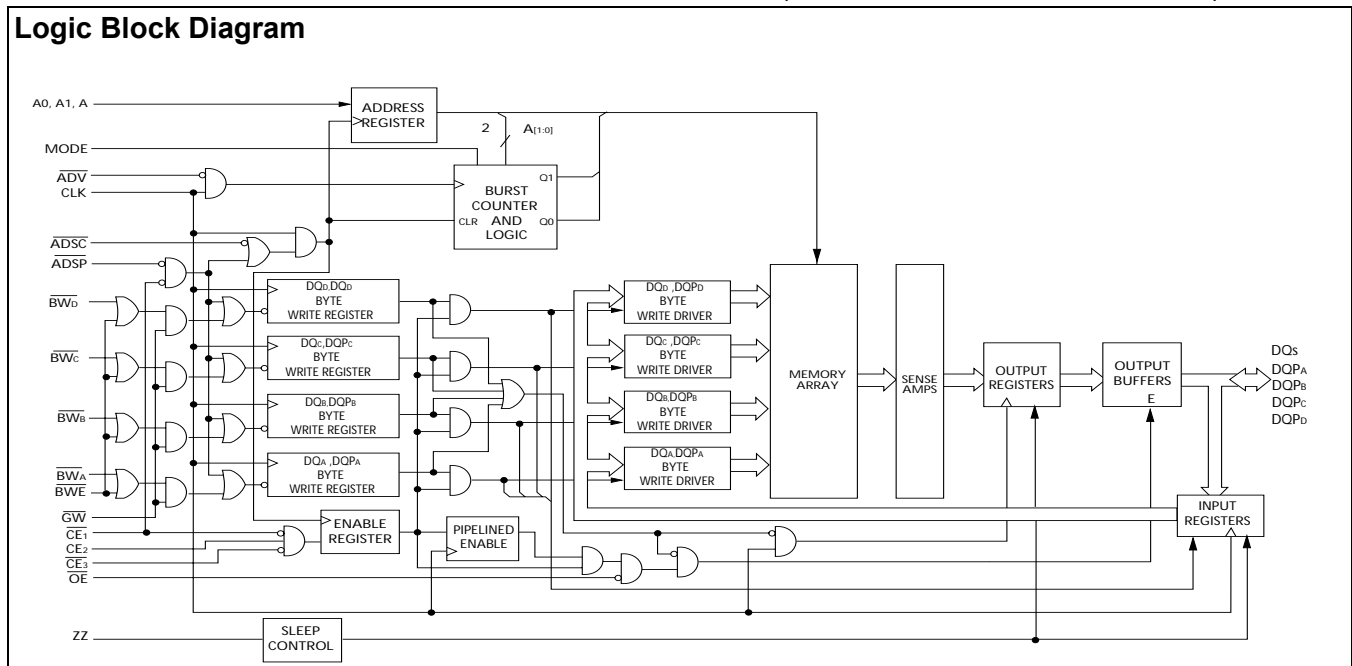 Logic Block Diagram
A0, A1, A
ADDRESS
REGISTER
2 A[1:0]
MODE
ADV
CLK
BURST
COUNTER
AND
LOGIC
CLR
Q1
Q0
ADSC
ADSP
BWD
BWC
BWB
BWA
BWE
GW
CE1
CE2
CE3
OE
DQD,DQD
BYTE
WRITE REGISTER
DQC,DQPC
BYTE
WRITE REGISTER
DQB,DQPB
BYTE
WRITE REGISTER
DQA ,DQPA
BYTE
WRITE REGISTER
ENABLE
REGISTER
PIPELINED
ENABLE
DQD ,DQPD
BYTE
WRITE DRIVER
DQC ,DQPC
BYTE
WRITE DRIVER
DQB,DQPB
BYTE
WRITE DRIVER
DQA,DQPA
BYTE
WRITE DRIVER
MEMORY
ARRAY
SENSE
AMPS
OUTPUT
REGISTERS
OUTPUT
BUFFERS
E
DQs
DQPA
DQPB
DQPC
DQPD
INPUT
REGISTERS
ZZ
SLEEP
CONTROL